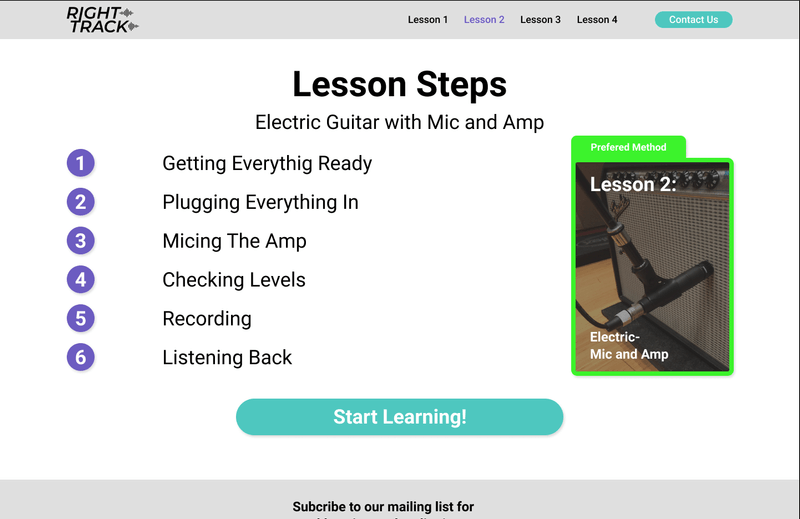 RIGHT
TRACK
Lesson 1
Lesson 2
Lesson 3
Lesson 4
Contact Us
Lesson Steps
Electric Guitar with Mic and Amp
1 Getting Everythig Ready
2 Plugging Everything In
3 Micing The Amp
4 Checking Levels
5 Recording
6 Listening Back
Prefered Method
Lesson 2:
Electric-
Mic and Amp
Start Learning!
Subcribe to our mailing list for